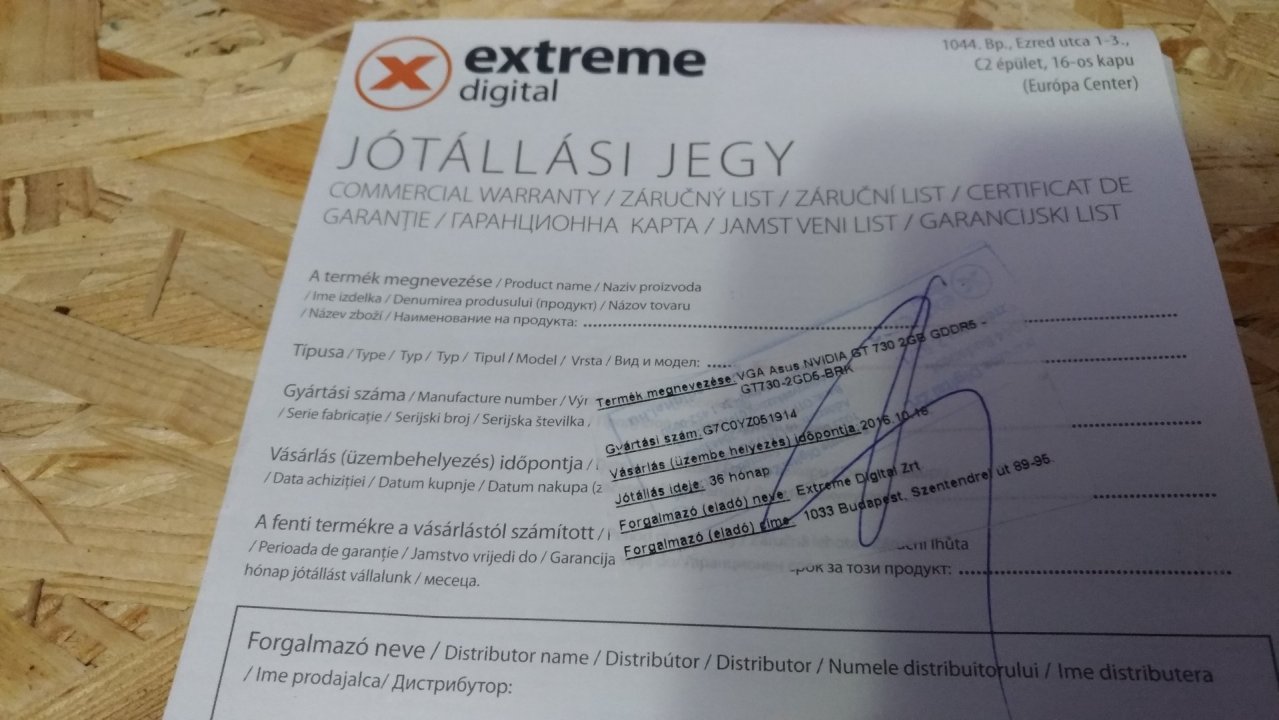 extreme
digital
1044. Bp., Ezred utca 1-3.,
C2 épület, 16-os kapu
(Európa Center)
JÓTÁLLÁSI JEGY
COMMERCIAL WARRANTY / ZÁRUČNÝ LIST / ZÁRUČNÍ LIST / CERTIFICAT DE
GARANŢIE / ГАРАНЦИОННА КАРТА / JAMST VENI LIST / GARANCIJSKI LIST
A termék megnevezése / Product name / Naziv proizvoda
/ Ime izdelka / Denumirea produsului (продукт) / Názov tovaru
/ Název zboží / Наименование на продукта:
Típusa / Type / Typ / Typ / Tipul / Model / Vrsta / Вид и модел:
Gyártási száma / Manufacture number / Výr
/ Serie fabricaţie / Serijski broj / Serijska številka
Vásárlás (üzembehelyezés) időpontja /
/ Data achiziţiei / Datum kupnje / Datum nakupa (z
A fenti termékre a vásárlástól számított /
/ Perioada de garanţie / Jamstvo vrijedi do / Garancija
lhůta
за този продукт:
hónap jótállást vállalunk / месеца.
Termék megnevezése: VGA Asus NVIDIA GT 730 2GB GDDR5 -
GT730-2GD5-BRK
Gyártási szám: G7C0YZ051914
Vásárlás (üzembe helyezés) időpontja: 2016.10.18
Jótállás ideje: 36 hónap
Forgalmazó (eladó) neve: Extreme Digital Zrt
Forgalmazó (eladó) címe: 1033 Budapest, Szentendrei út 89-95.
Forgalmazó neve / Distributor name / Distribútor / Distributor / Numele distribuitorului / Ime distributera
/ Ime prodajalca/ Дистрибутор: